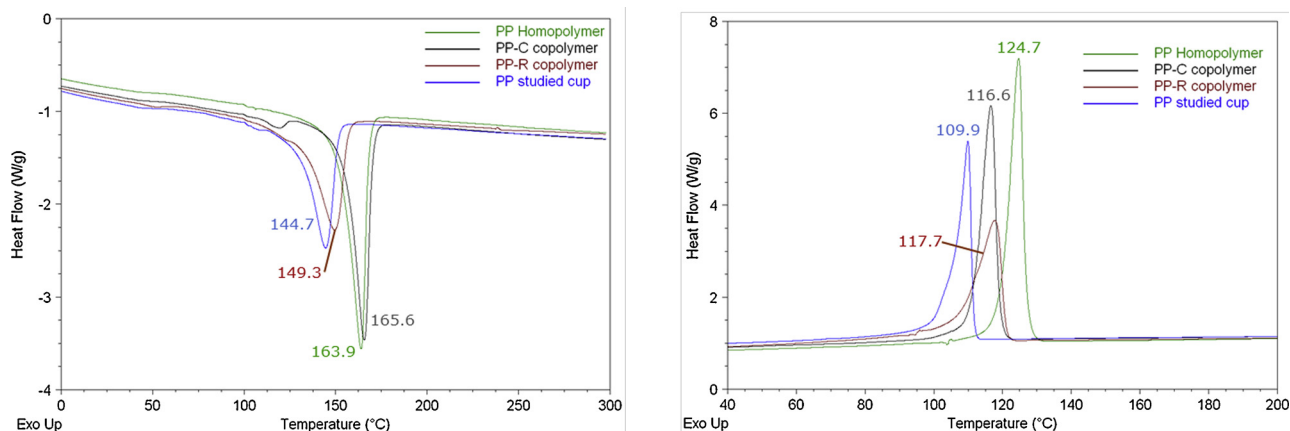 0
-1
-2
-3
-4
Heat Flow (W/g)
PP Homopolymer
PP-C copolymer
PP-R copolymer
PP studied cup
144.7
149.3
165.6
163.9
0
50
100
150
200
250
300
Exo Up
Temperature (°C)
8
6
4
2
0
Heat Flow (W/g)
124.7
PP Homopolymer
PP-C copolymer
PP-R copolymer
PP studied cup
116.6
109.9
117.7
40
60
80
100
120
140
160
180
200
Exo Up
Temperature (°C)